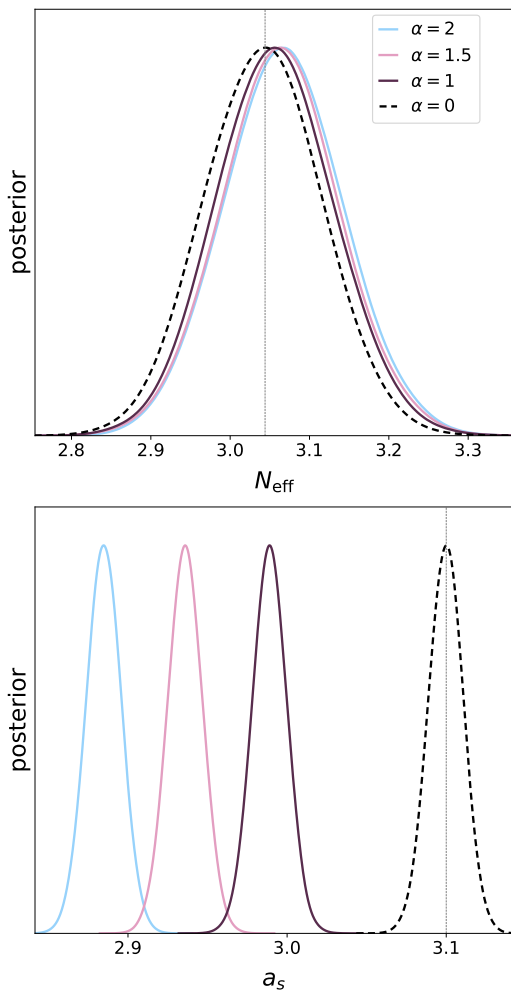 α = 2
α = 1.5
α = 1
α = 0
posterior
2.8 2.9 3.0 3.1 3.2 3.3
N_eff
posterior
2.9 3.0 3.1
a_s